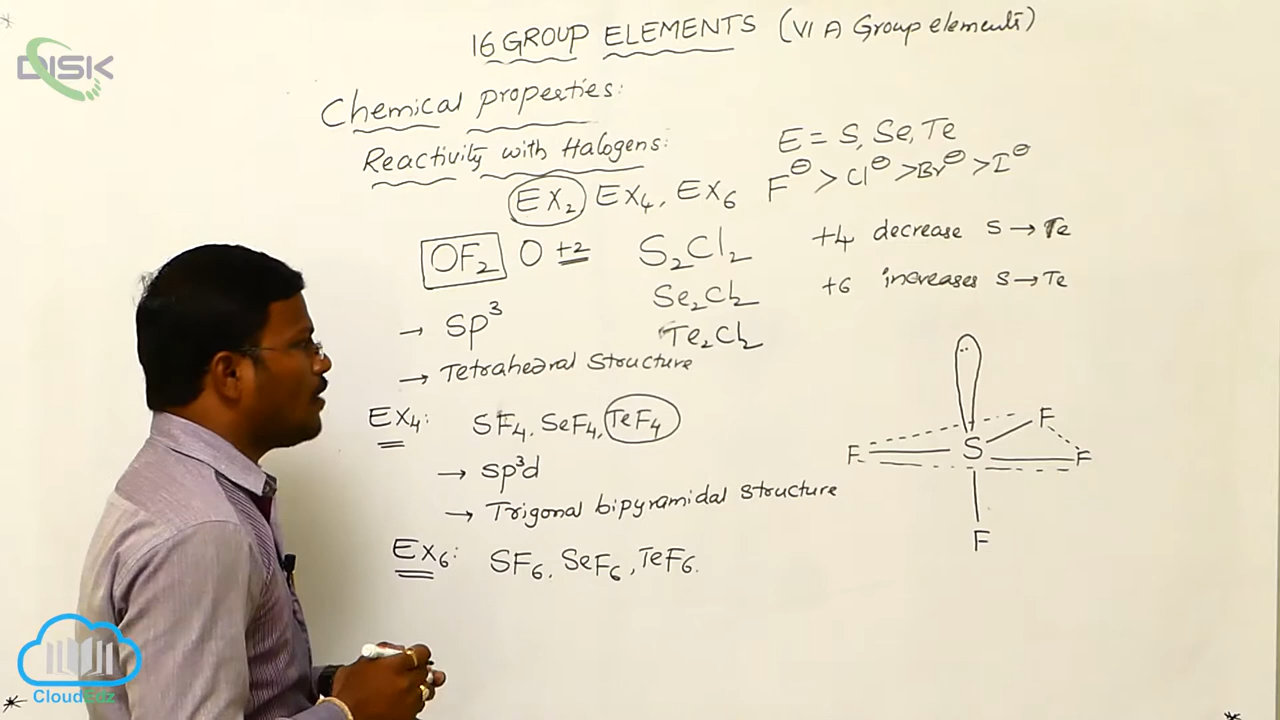 DISK
16 GROUP ELEMENTS (VI A Group elements)
Chemical properties:
Reactivity with Halogens:
E = S, Se, Te
F⊖ > Cl⊖ > Br⊖ > I⊖
EX₂ EX₄, EX₆
OF₂ O +2
S₂Cl₂
+4 decrease S → Te
Se₂Cl₂
+6 increases S → Te
→ Sp³
Te₂Cl₂
→ Tetrahedral Structure
EX₄: SF₄, SeF₄, TeF₄
→ sp³d
→ Trigonal bipyramidal structure
EX₆: SF₆, SeF₆, TeF₆.
F
F S F
F
CloudEdz